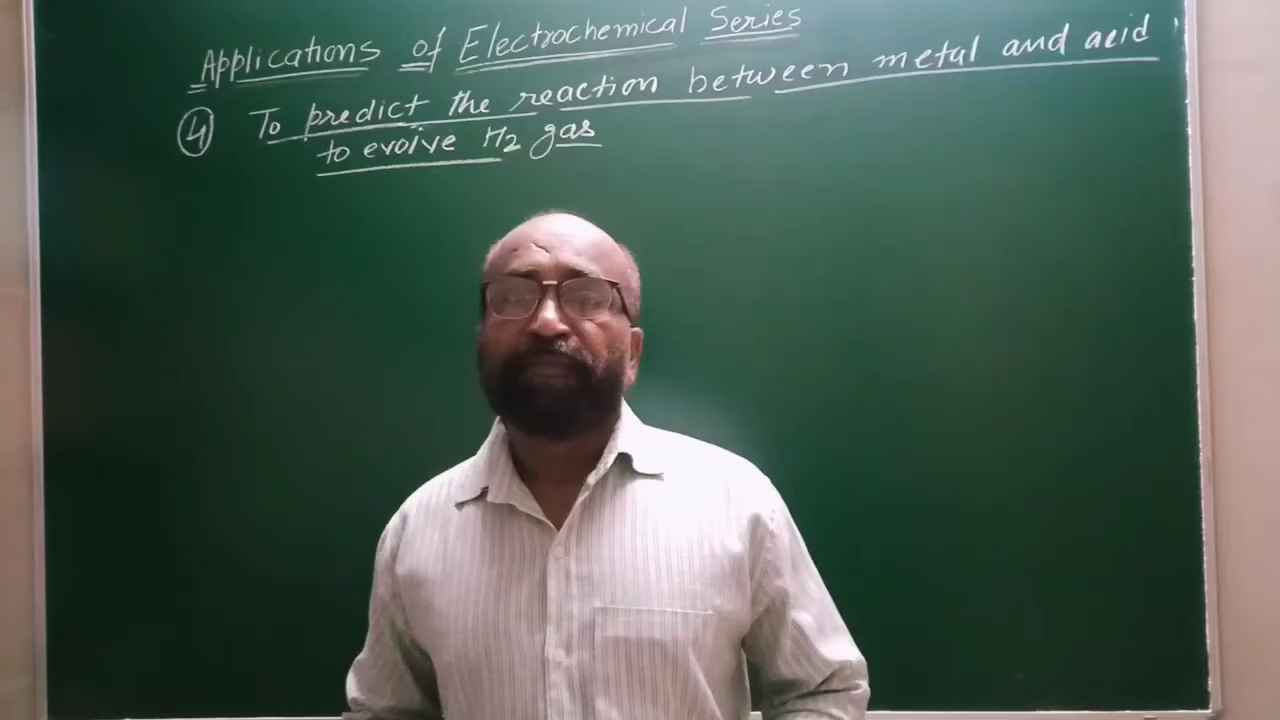 Applications of Electrochemical Series
④ To predict the reaction between metal and acid
to evolve H2 gas